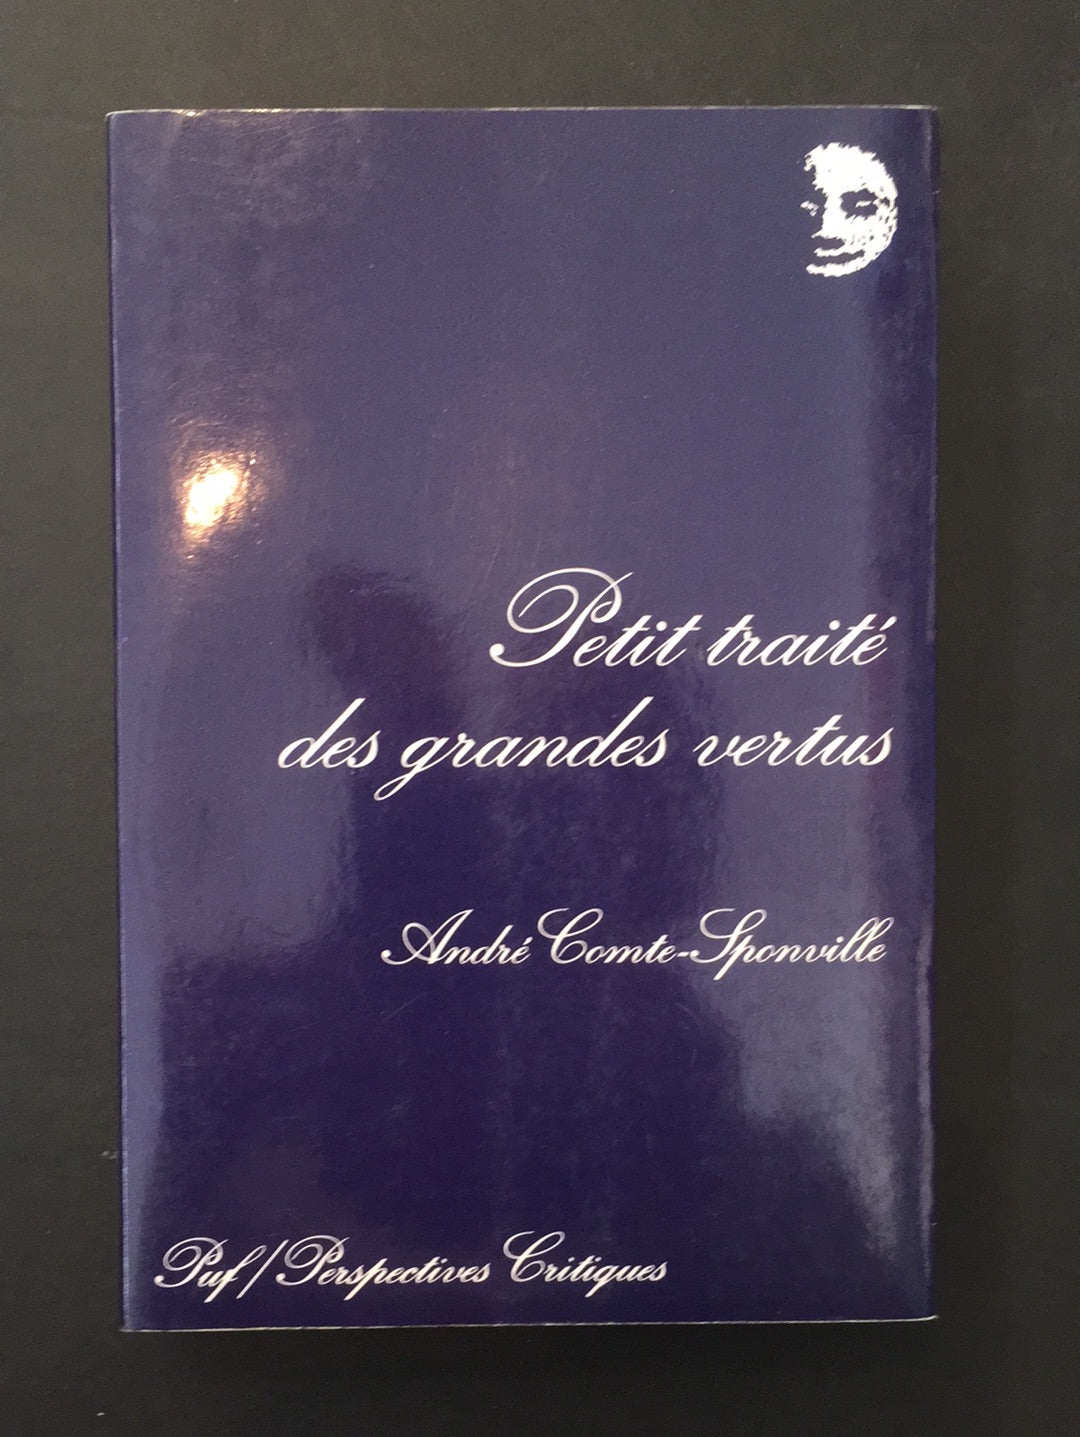 Petit traité
des grandes vertus
André Comte-Sponville
Puf/Perspectives Critiques